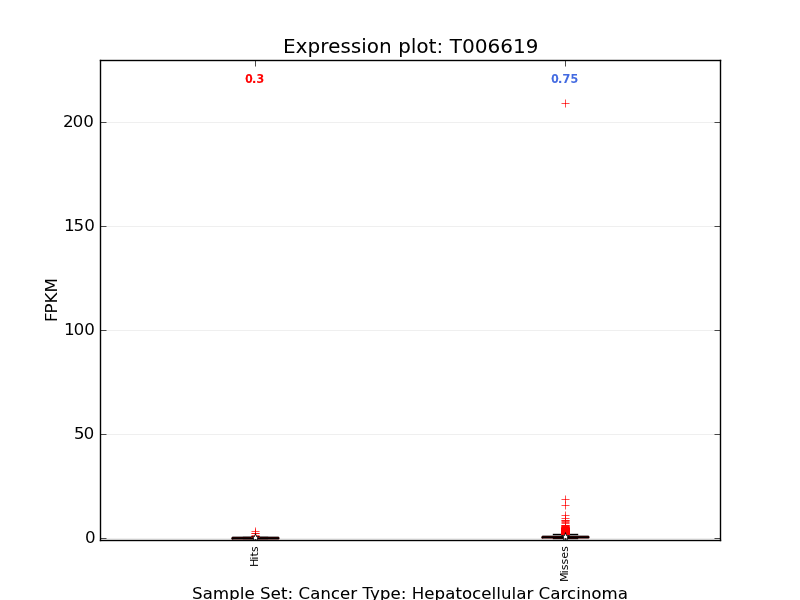 Expression plot: T006619
0.3
0.75
200
150
100
50
0
FPKM
Hits
Misses
Sample Set: Cancer Type: Hepatocellular Carcinoma